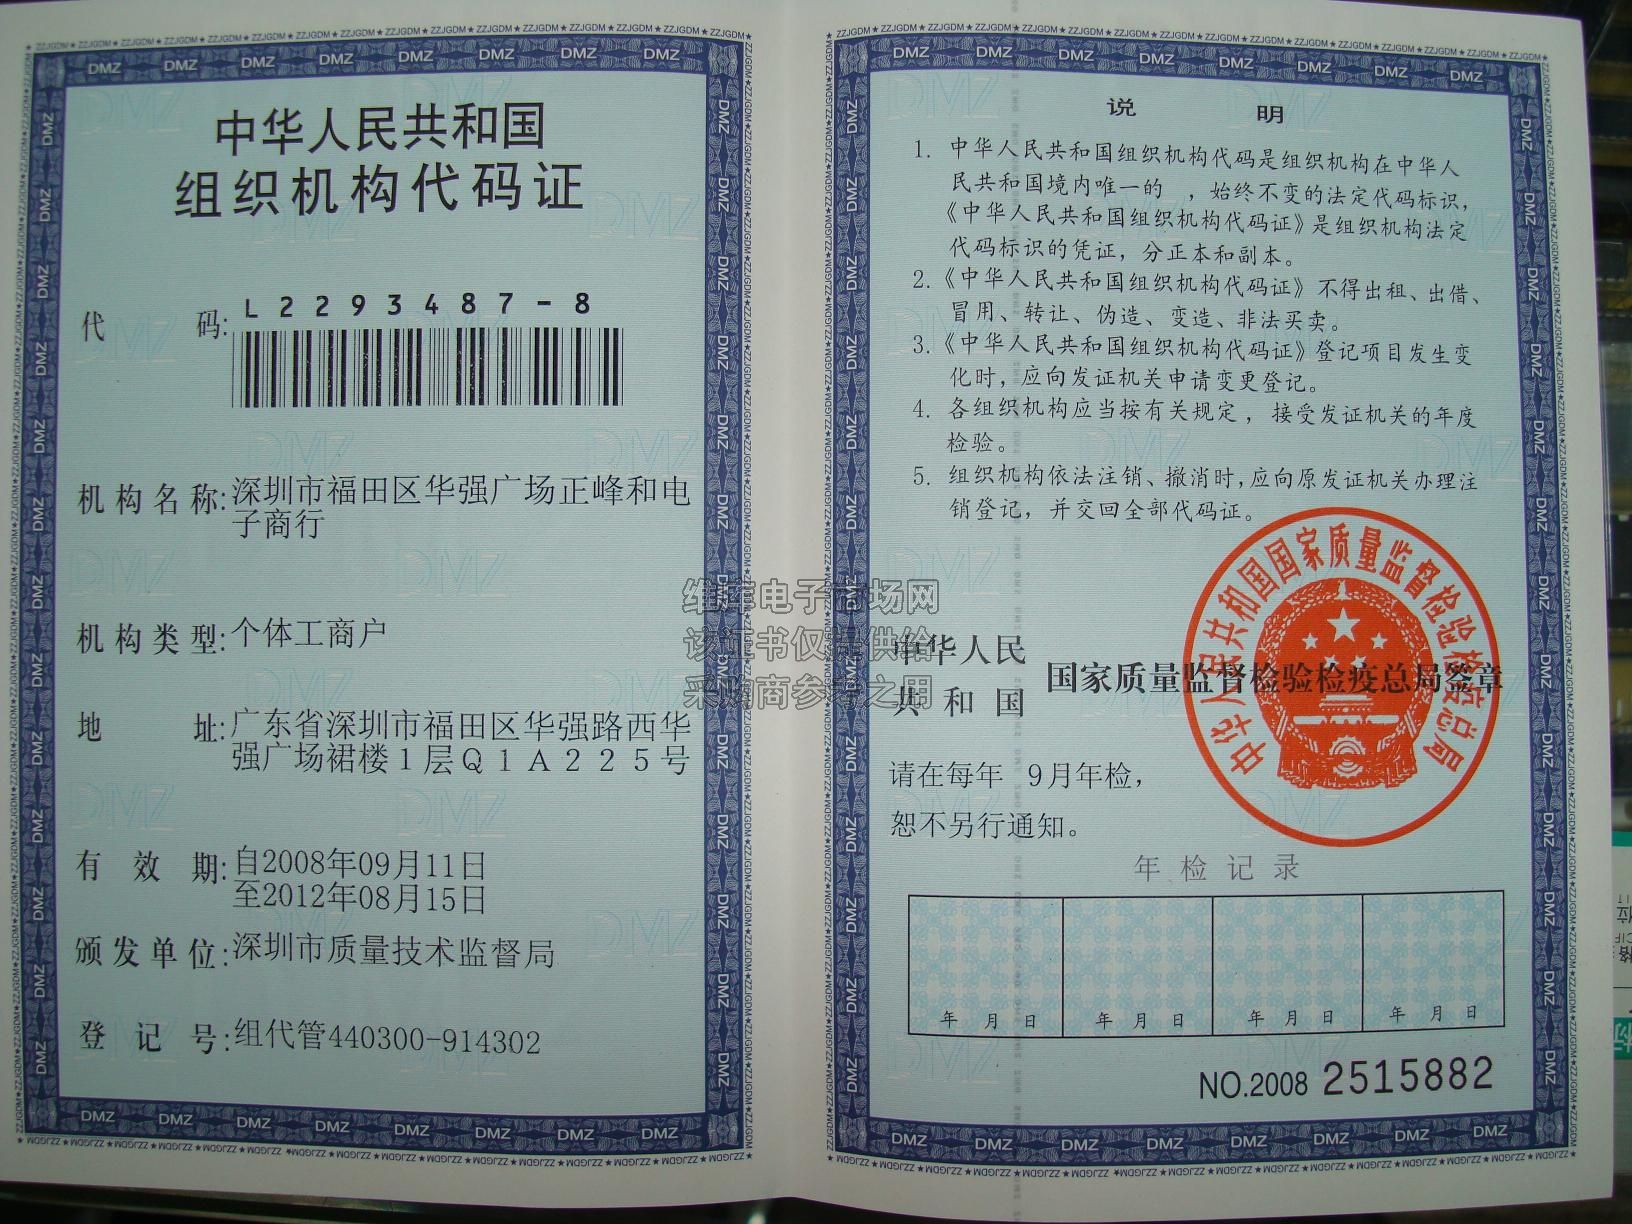 中华人民共和国
组织机构代码证
代 码: L2293487-8
机构名称: 深圳市福田区华强广场正峰和电
子商行
机构类型: 个体工商户
地 址: 广东省深圳市福田区华强路西华
强广场裙楼1层Q1A225号
有 效 期: 自2008年09月11日
至2012年08月15日
颁发单位: 深圳市质量技术监督局
登 记 号: 组代管440300-914302
说 明
1. 中华人民共和国组织机构代码是组织机构在中华人
民共和国境内唯一的 ,始终不变的法定代码标识,
《中华人民共和国组织机构代码证》是组织机构法定
代码标识的凭证,分正本和副本。
2.《中华人民共和国组织机构代码证》不得出租、出借、
冒用、转让、伪造、变造、非法买卖。
3.《中华人民共和国组织机构代码证》登记项目发生变
化时,应向发证机关申请变更登记。
4. 各组织机构应当按有关规定,接受发证机关的年度
检验。
5. 组织机构依法注销、撤消时,应向原发证机关办理注
销登记,并交回全部代码证。
中华人民
共和国
国家质量监督检验检疫总局签章
中华人民共和国国家质量监督检验检疫总局
请在每年 9月年检,
恕不另行通知。
年检记录
年 月 日 年 月 日 年 月 日 年 月 日
NO.2008 2515882
维库电子市场网
该证书仅提供给
采购商参考之用